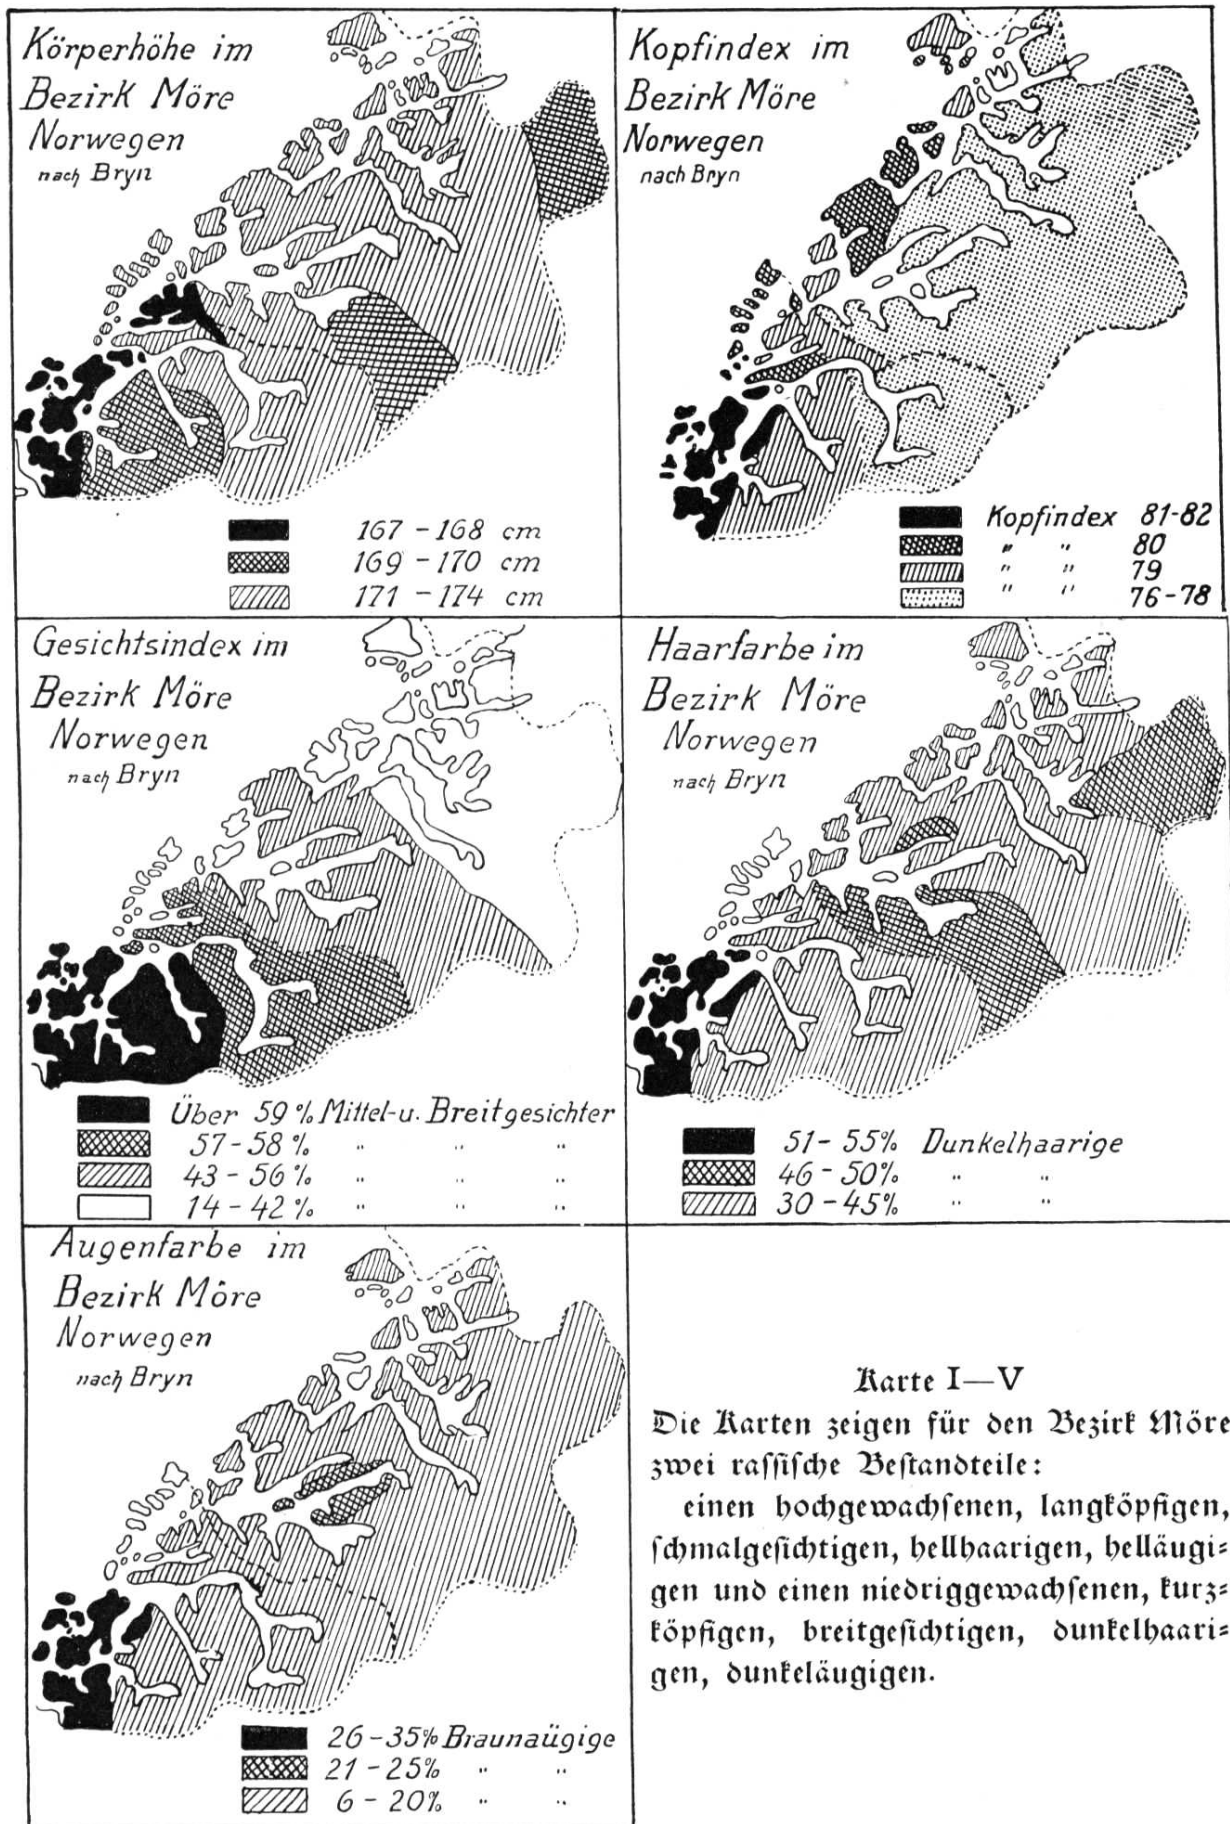 Körperhöhe im
Bezirk Möre
Norwegen
nach Bryn
167 - 168 cm
169 - 170 cm
171 - 174 cm
Kopfindex im
Bezirk Möre
Norwegen
nach Bryn
Kopfindex 81-82
" " 80
" " 79
" " 76-78
Gesichtsindex im
Bezirk Möre
Norwegen
nach Bryn
Über 59% Mittel-u. Breitgesichter
57-58% " " "
43-56% " " "
14-42% " " "
Haarfarbe im
Bezirk Möre
Norwegen
nach Bryn
51-55% Dunkelhaarige
46-50% " "
30-45% " "
Augenfarbe im
Bezirk Möre
Norwegen
nach Bryn
26-35% Braunaügige
21-25% " "
6-20% " "
Karte I—V
Die Karten zeigen für den Bezirk Möre
zwei rassische Bestandteile:
einen hochgewachsenen, langköpfigen,
schmalgesichtigen, hellhaarigen, helläugi-
gen und einen niedriggewachsenen, kurz-
köpfigen, breitgesichtigen, dunkelhaari-
gen, dunkeläugigen.